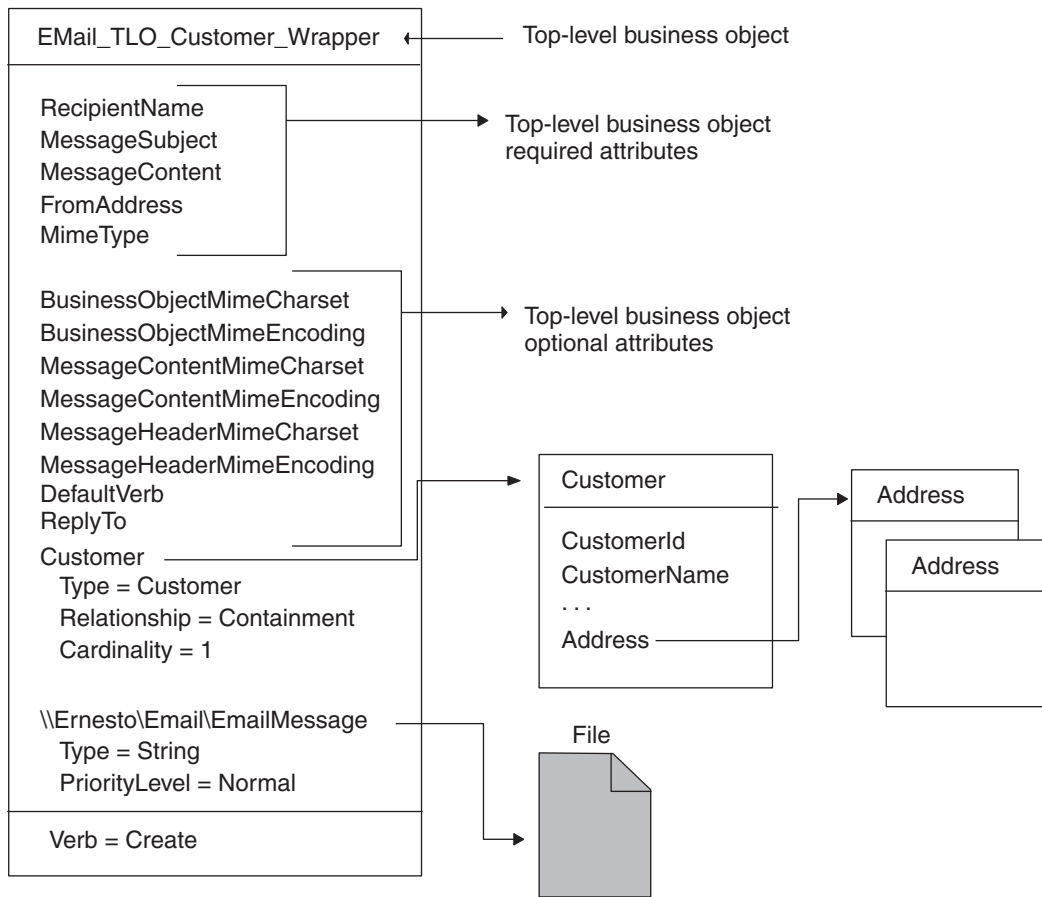 EMail_TLO_Customer_Wrapper
Top-level business object
RecipientName
MessageSubject
MessageContent
FromAddress
MimeType
Top-level business object
required attributes
BusinessObjectMimeCharset
BusinessObjectMimeEncoding
MessageContentMimeCharset
MessageContentMimeEncoding
MessageHeaderMimeCharset
MessageHeaderMimeEncoding
DefaultVerb
ReplyTo
Top-level business object
optional attributes
Customer
Type = Customer
Relationship = Containment
Cardinality = 1
Customer
CustomerId
CustomerName
. . .
Address
Address
Address
\\Ernesto\Email\EmailMessage
Type = String
PriorityLevel = Normal
File
Verb = Create